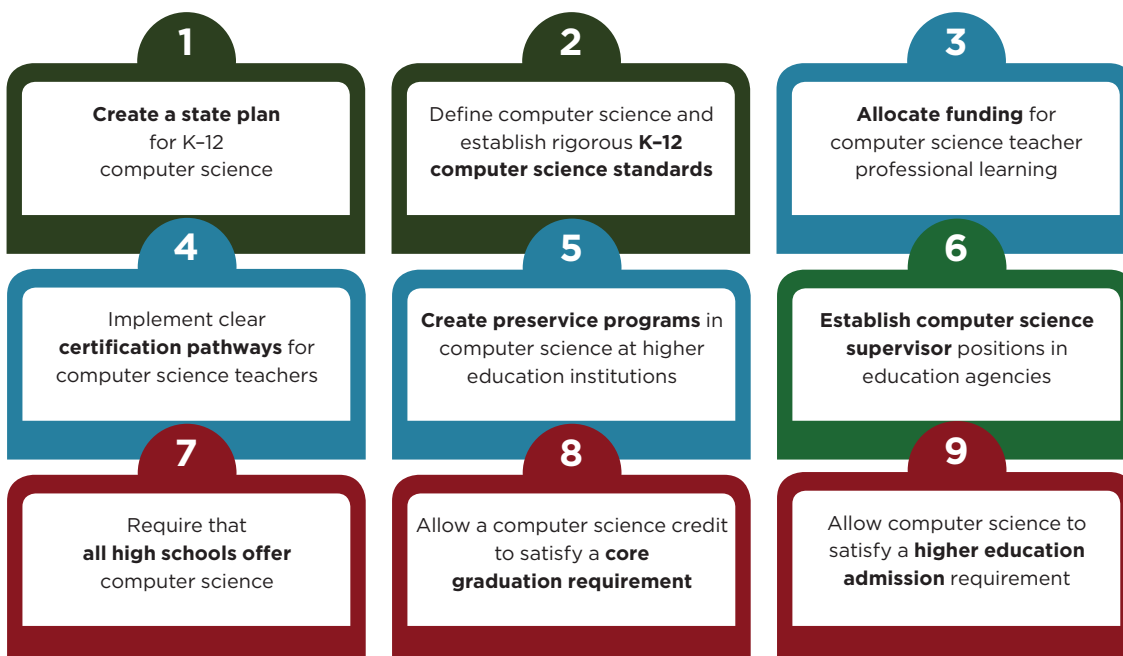 1
Create a state plan
for K–12
computer science
2
Define computer science and
establish rigorous K–12
computer science standards
3
Allocate funding for
computer science teacher
professional learning
4
Implement clear
certification pathways for
computer science teachers
5
Create preservice programs in
computer science at higher
education institutions
6
Establish computer science
supervisor positions in
education agencies
7
Require that
all high schools offer
computer science
8
Allow a computer science credit
to satisfy a core
graduation requirement
9
Allow computer science to
satisfy a higher education
admission requirement